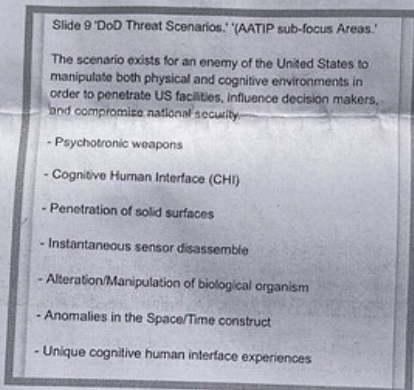 Slide 9 'DoD Threat Scenarios.' '(AATIP sub-focus Areas.'
The scenario exists for an enemy of the United States to
manipulate both physical and cognitive environments in
order to penetrate US facilities, influence decision makers,
and compromise national security.
- Psychotronic weapons
- Cognitive Human Interface (CHI)
- Penetration of solid surfaces
- Instantaneous sensor disassemble
- Alteration/Manipulation of biological organism
- Anomalies in the Space/Time construct
- Unique cognitive human interface experiences